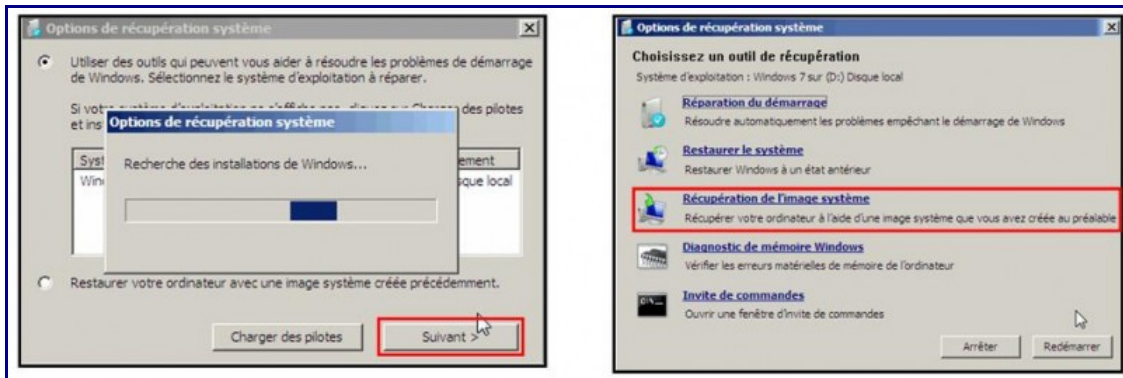 Options de récupération système
Utiliser des outils qui peuvent vous aider à résoudre les problèmes de démarrage
de Windows. Sélectionnez le système d'exploitation à réparer.
Si
des pilotes
et
Options de récupération système
Recherche des installations de Windows...
Restaurer votre ordinateur avec une image système créée précédemment.
Charger des pilotes
Suivant >
Options de récupération système
Choisissez un outil de récupération
Système d'exploitation : Windows 7 sur (D:) Disque local
Réparation du démarrage
Résoudre automatiquement les problèmes empêchant le démarrage de Windows
Restaurer le système
Restaurer Windows à un état antérieur
Récupération de l'image système
Récupérer votre ordinateur à l'aide d'une image système que vous avez créée au préalable
Diagnostic de mémoire Windows
Vérifier les erreurs matérielles de mémoire de l'ordinateur
Invite de commandes
Ouvrir une fenêtre d'invite de commandes
Arrêter
Redémarrer